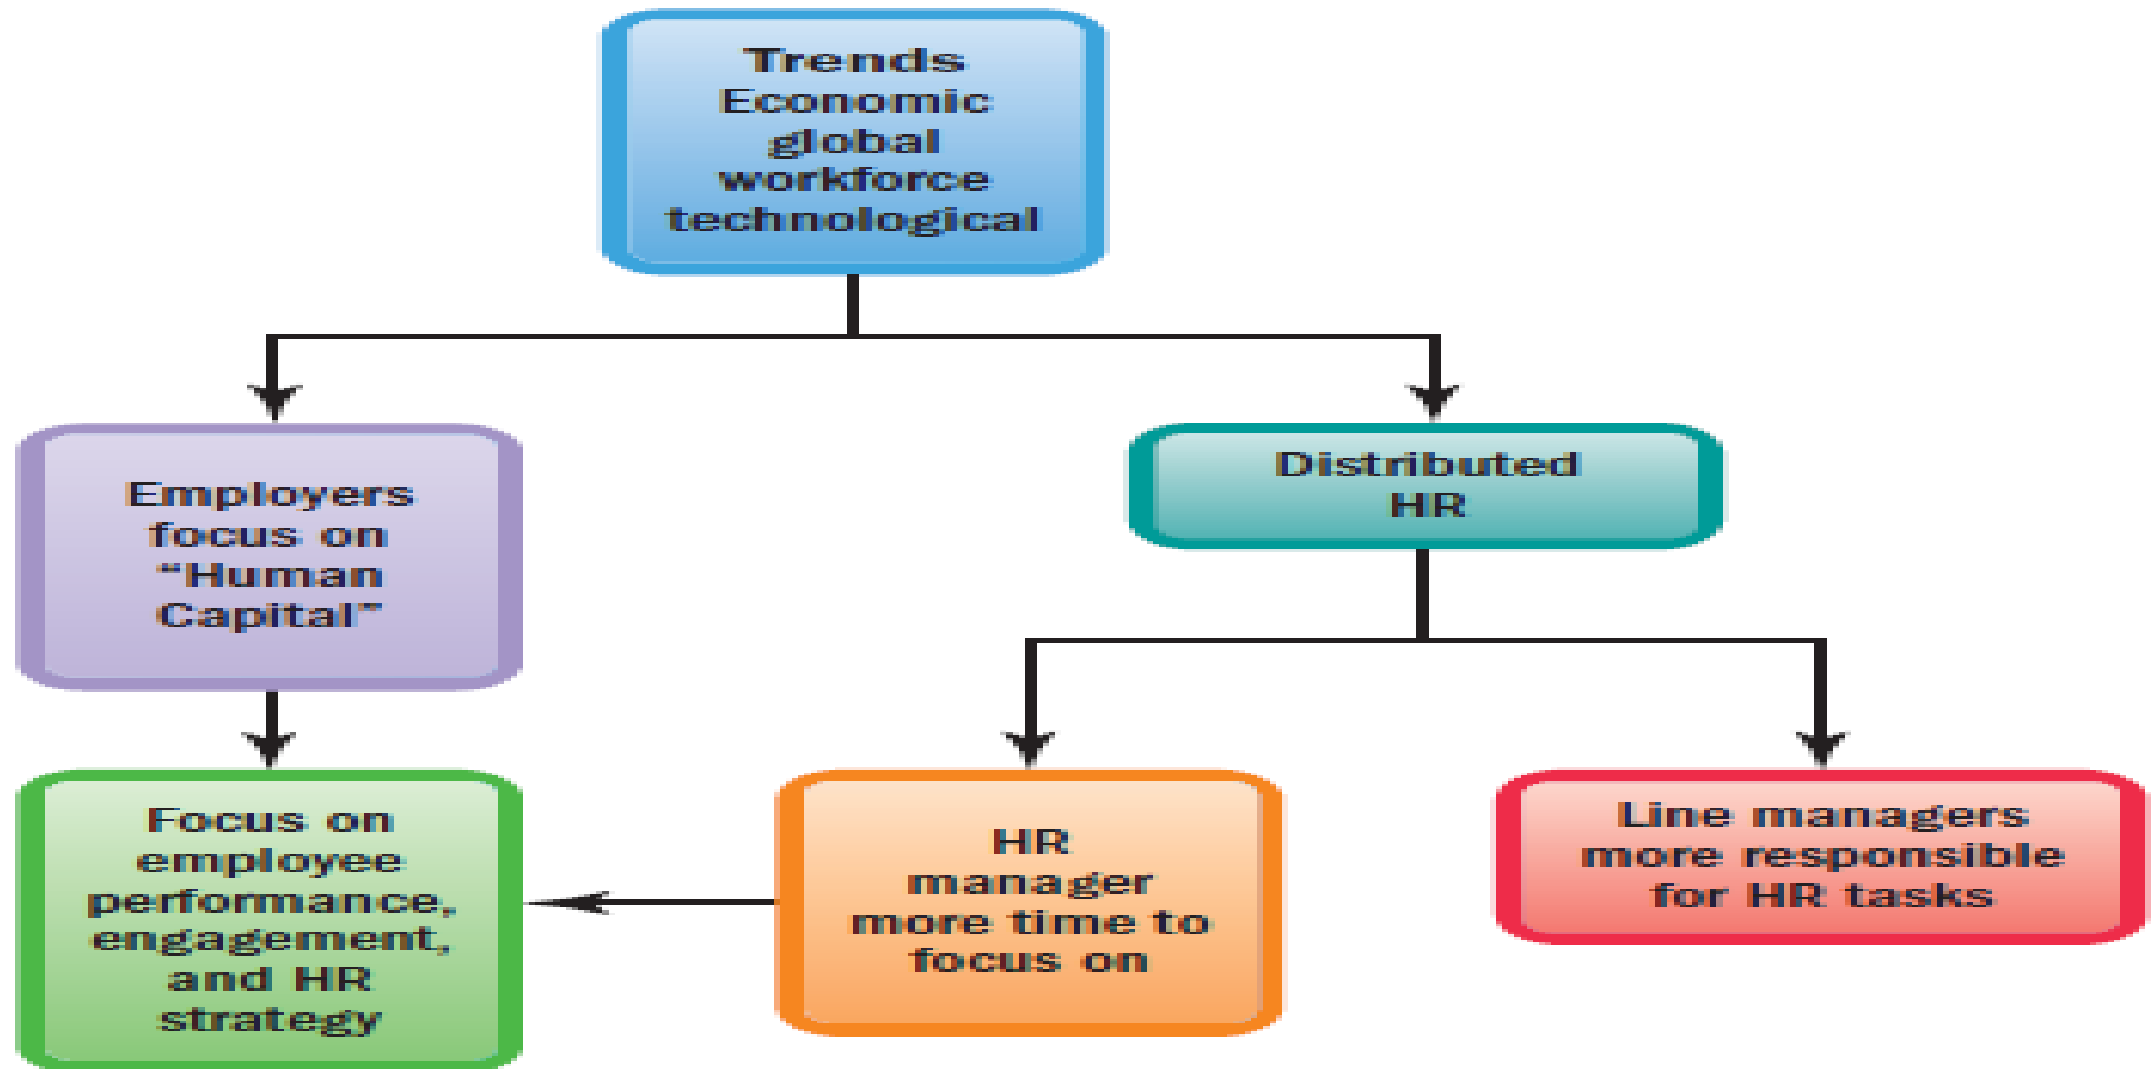 Trends
Economic
global
workforce
technological
Employers
focus on
“Human
Capital”
Distributed
HR
Focus on
employee
performance,
engagement,
and HR
strategy
HR
manager
more time to
focus on
Line managers
more responsible
for HR tasks